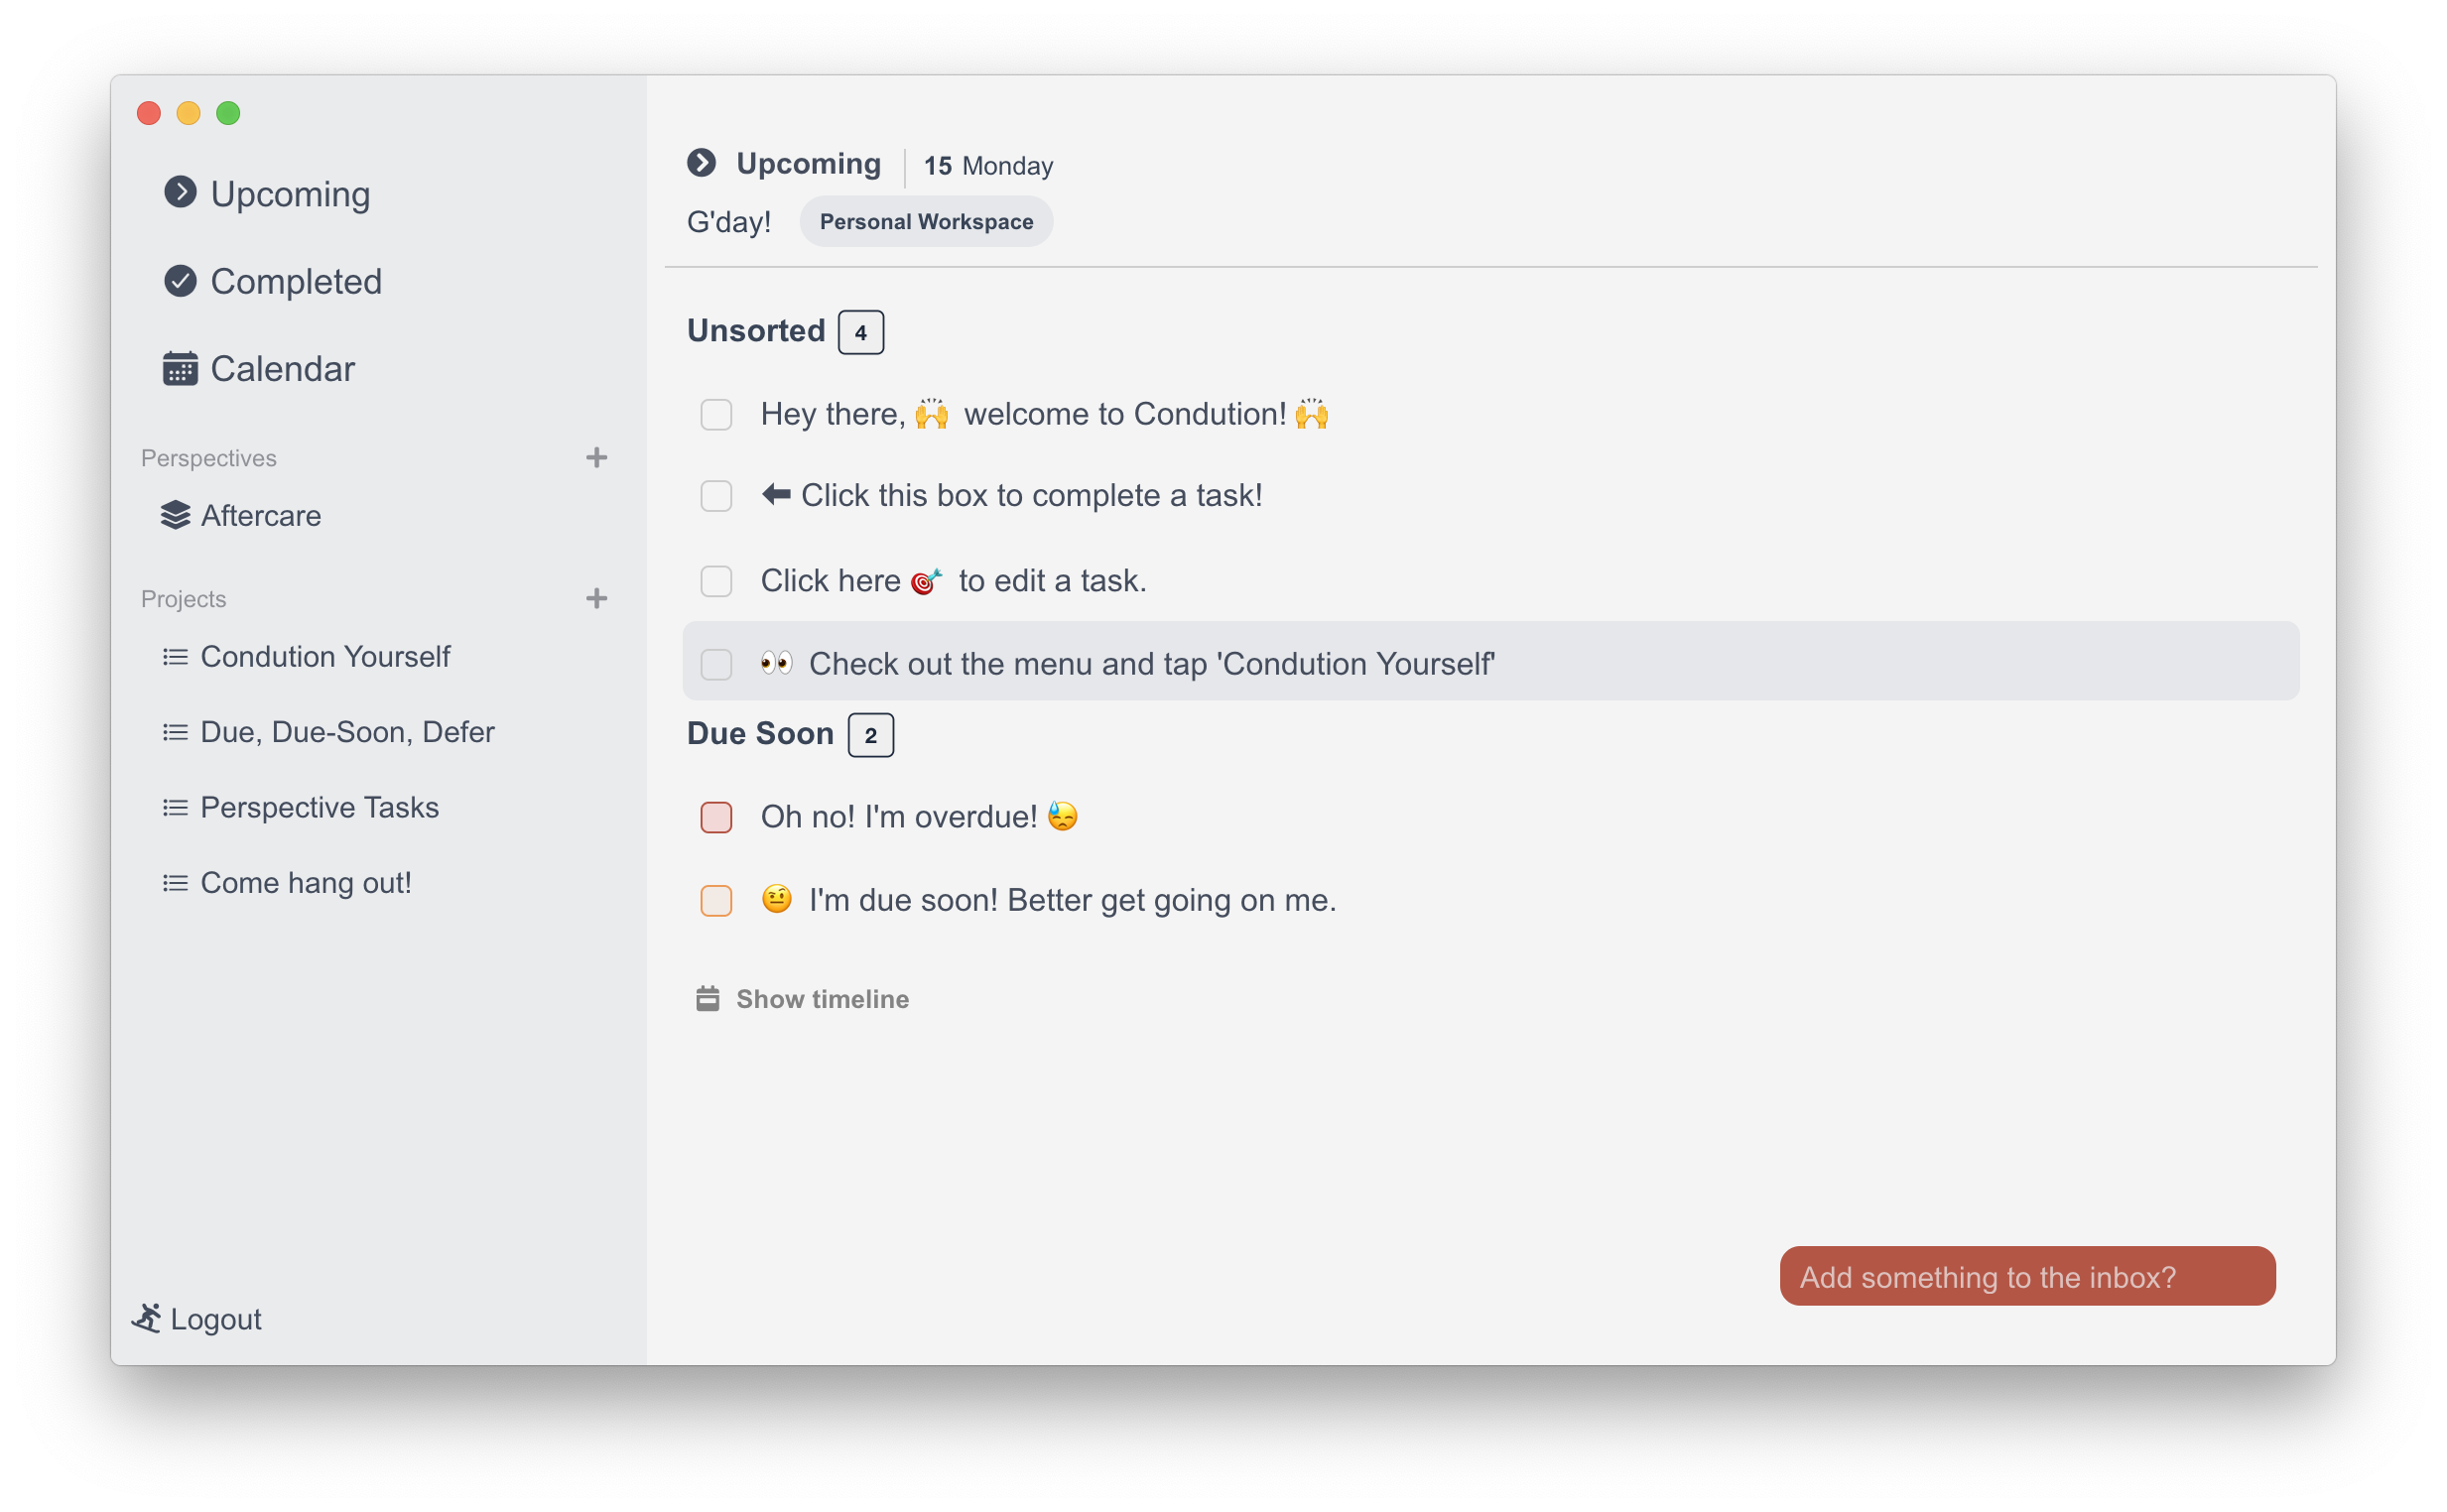 Upcoming
Completed
Calendar
Perspectives
Aftercare
Projects
Condution Yourself
Due, Due-Soon, Defer
Perspective Tasks
Come hang out!
Logout
Upcoming 15 Monday
G'day! Personal Workspace
Unsorted 4
Hey there, 🙌 welcome to Condution! 🙌
⬅ Click this box to complete a task!
Click here 🎯 to edit a task.
👀 Check out the menu and tap 'Condution Yourself'
Due Soon 2
Oh no! I'm overdue! 😓
🤨 I'm due soon! Better get going on me.
Show timeline
Add something to the inbox?